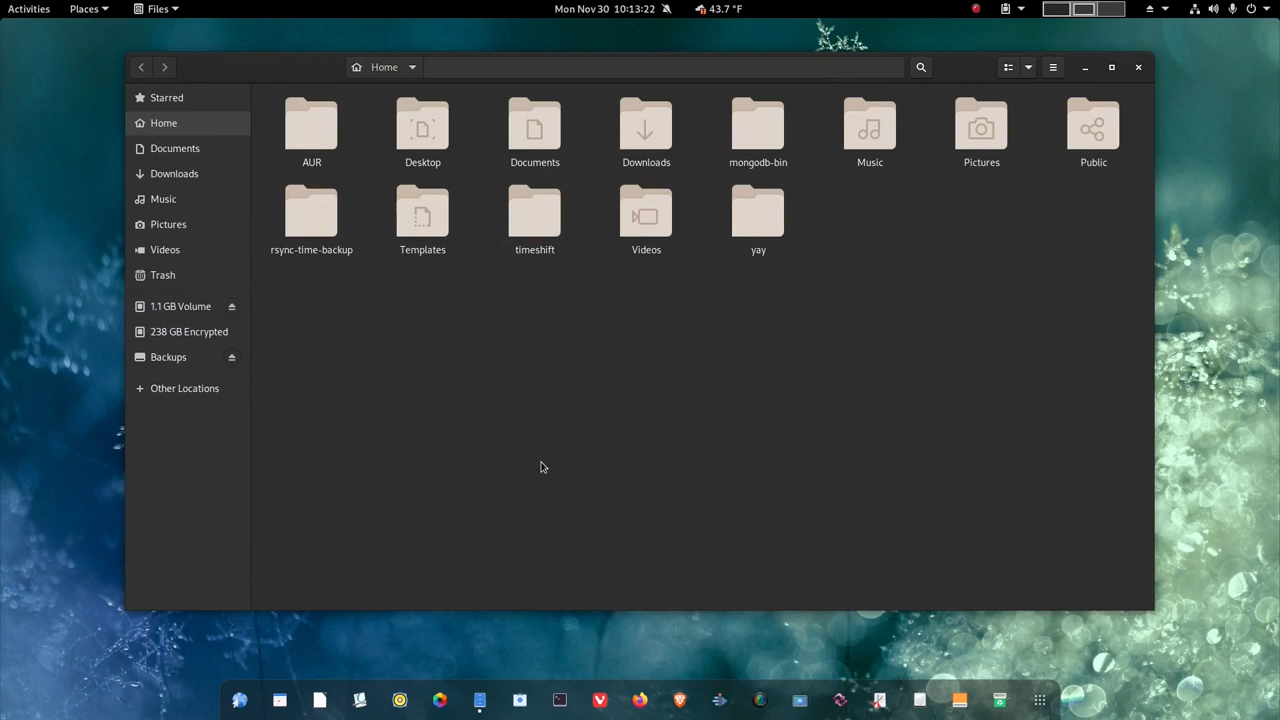 Activities Places Files Mon Nov 30 10:13:22 43.7 °F
Home
Starred
Home
Documents
Downloads
Music
Pictures
Videos
Trash
1.1 GB Volume
238 GB Encrypted
Backups
Other Locations
AUR Desktop Documents Downloads mongodb-bin Music Pictures Public
rsync-time-backup Templates timeshift Videos yay